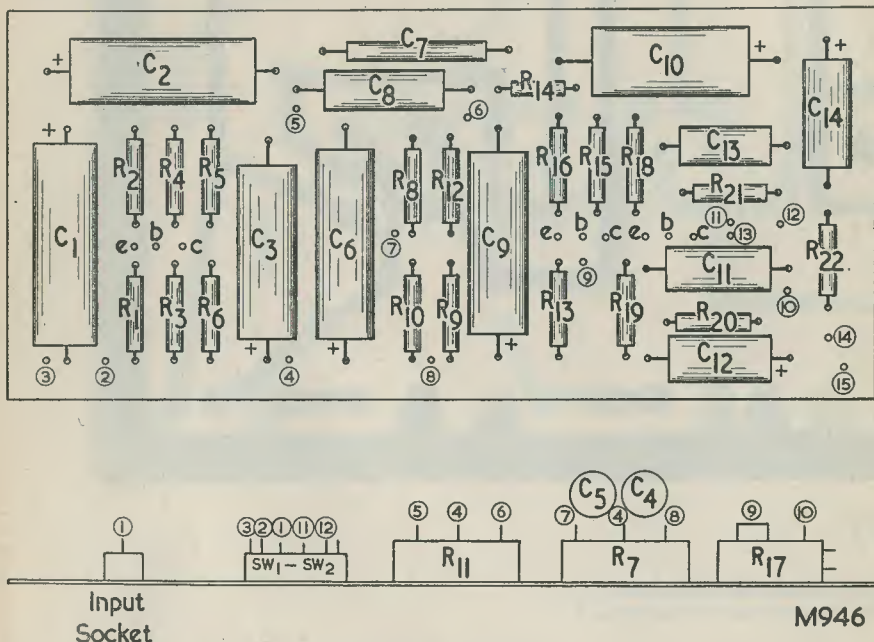 C7
+ C2 C8 R14 C10 +
+ C14
⑤ ⑥
+ R2 R4 R5 R8 R12 R16 R15 R18 C13
R21
C1 e b c C3 C6 ⑦ C9 e b c e b c ⑪ ⑬ ⑫
⑨ C11 R22
R1 R3 R6 R10 R9 R13 R19 ⑩
R20
③ ② + ④ ⑧ + C12 + ⑭
⑮
C5 C4
① ③ ② ① ⑪ ⑫ ⑤ ④ ⑥ ⑦ ④ ⑧ ⑨ ⑩
SW1 – SW2 R11 R7 R17
Input
Socket
M946